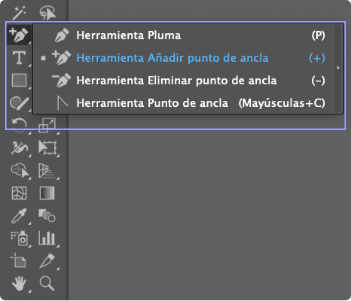 Herramienta Pluma (P)
Herramienta Añadir punto de ancla (+)
Herramienta Eliminar punto de ancla (-)
Herramienta Punto de ancla (Mayúsculas+C)
T